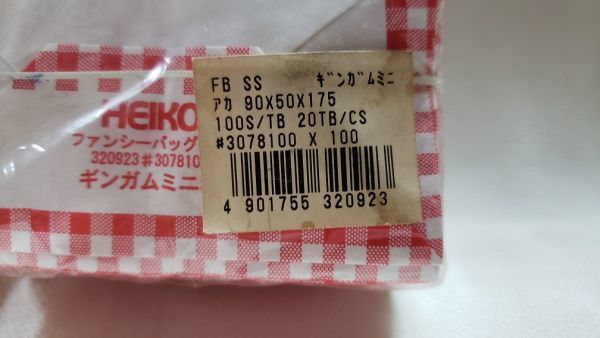 FB SS ギンガムミニ
アカ 90X50X175
100S/TB 20TB/CS
#3078100 X 100
4 901755 320923
HEIKO
ファンシーバッグ
320923#307810
ギンガムミニ